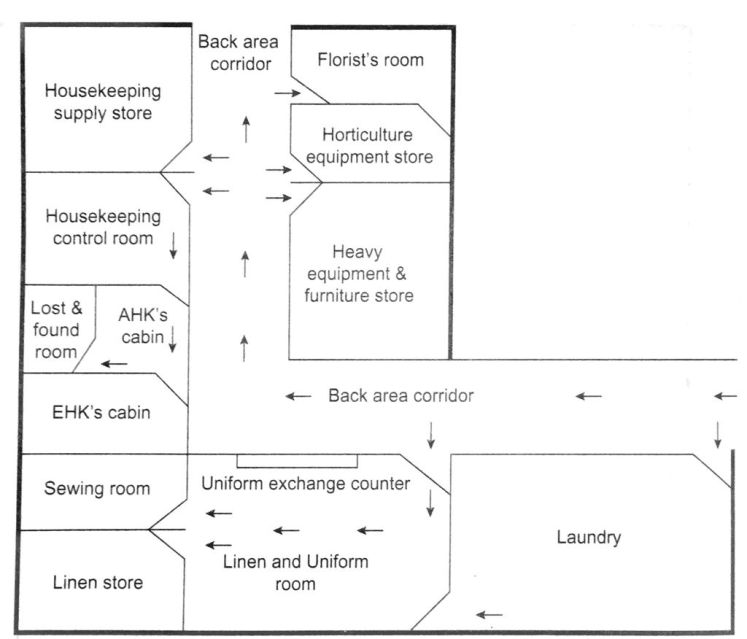 Back area
corridor
Florist's room
Housekeeping
supply store
Horticulture
equipment store
Housekeeping
control room
Heavy
equipment &
furniture store
Lost &
found
room
AHK's
cabin
Back area corridor
EHK's cabin
Sewing room
Uniform exchange counter
Laundry
Linen and Uniform
room
Linen store